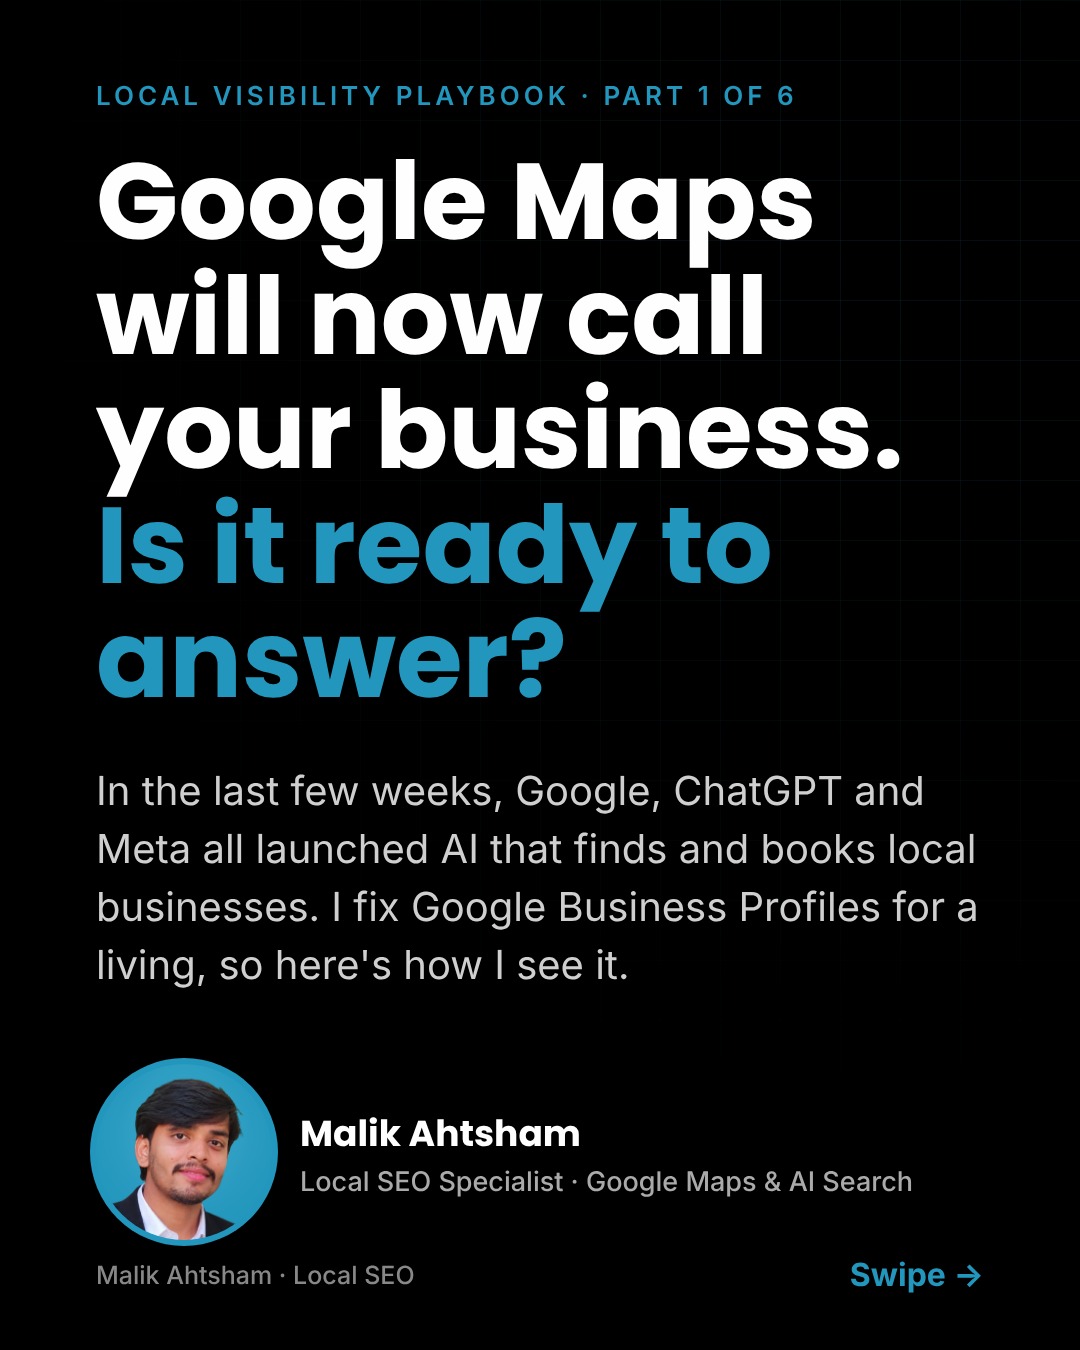 LOCAL VISIBILITY PLAYBOOK · PART 1 OF 6
Google Maps
will now call
your business.
Is it ready to
answer?
In the last few weeks, Google, ChatGPT and
Meta all launched AI that finds and books local
businesses. I fix Google Business Profiles for a
living, so here's how I see it.
Malik Ahtsham
Local SEO Specialist · Google Maps & AI Search
Malik Ahtsham · Local SEO
Swipe →